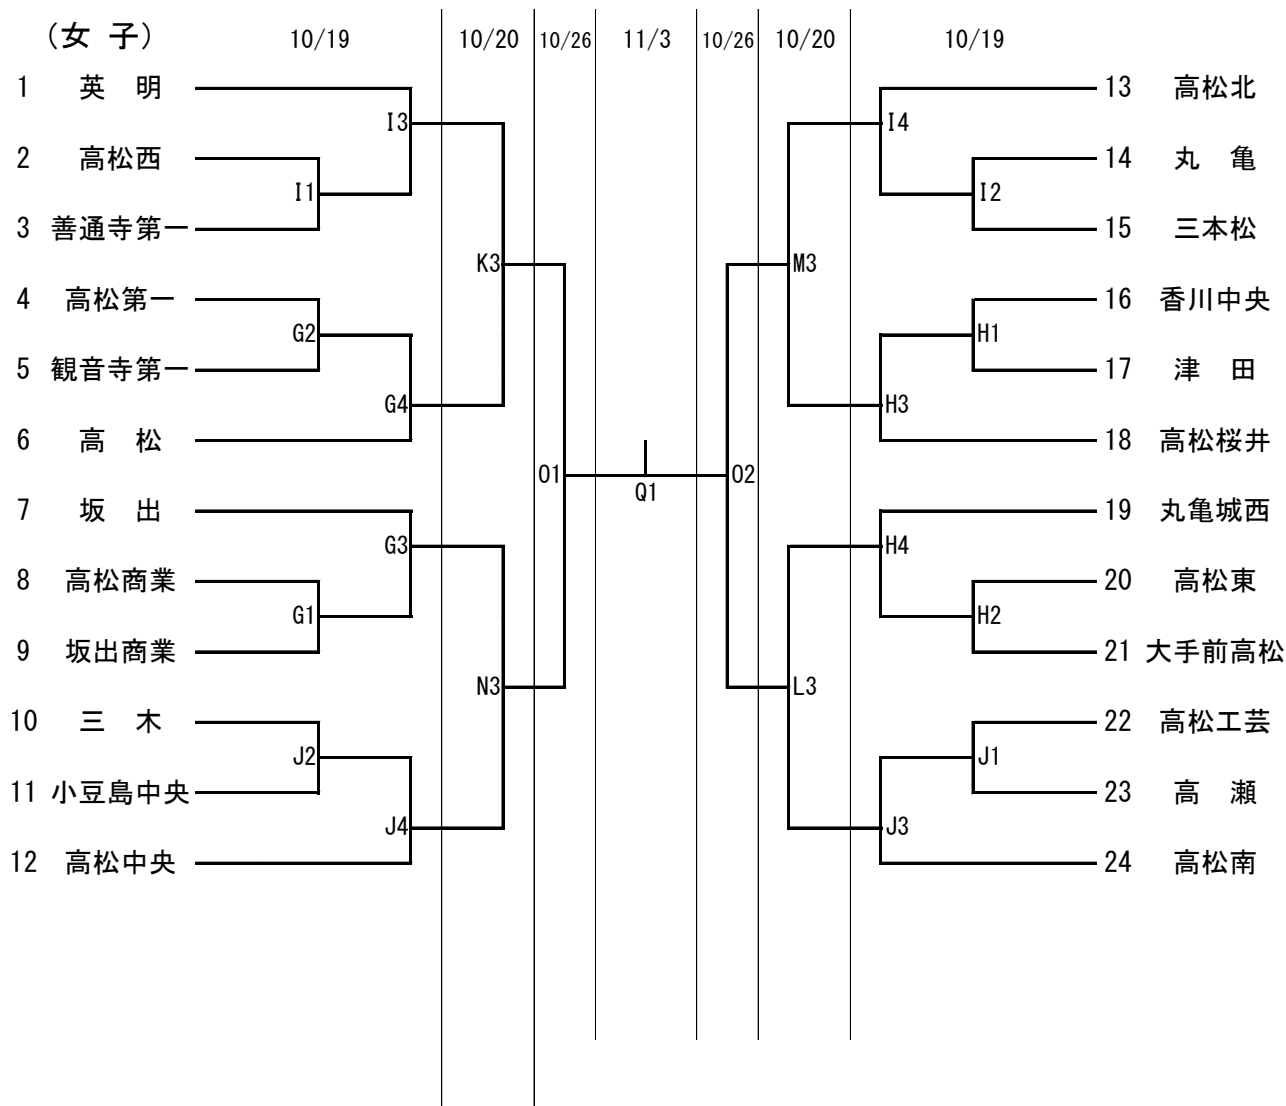 （女 子） 10/19 10/20 10/26 11/3 10/26 10/20 10/19
1 英 明 13 高松北
I3 I4
2 高松西 14 丸 亀
I1 I2
3 善通寺第一 15 三本松
K3 M3
4 高松第一 16 香川中央
G2 H1
5 観音寺第一 17 津 田
G4 H3
6 高 松 18 高松桜井
O1 O2
Q1
7 坂 出 19 丸亀城西
G3 H4
8 高松商業 20 高松東
G1 H2
9 坂出商業 21 大手前高松
N3 L3
10 三 木 22 高松工芸
J2 J1
11 小豆島中央 23 高 瀬
J4 J3
12 高松中央 24 高松南